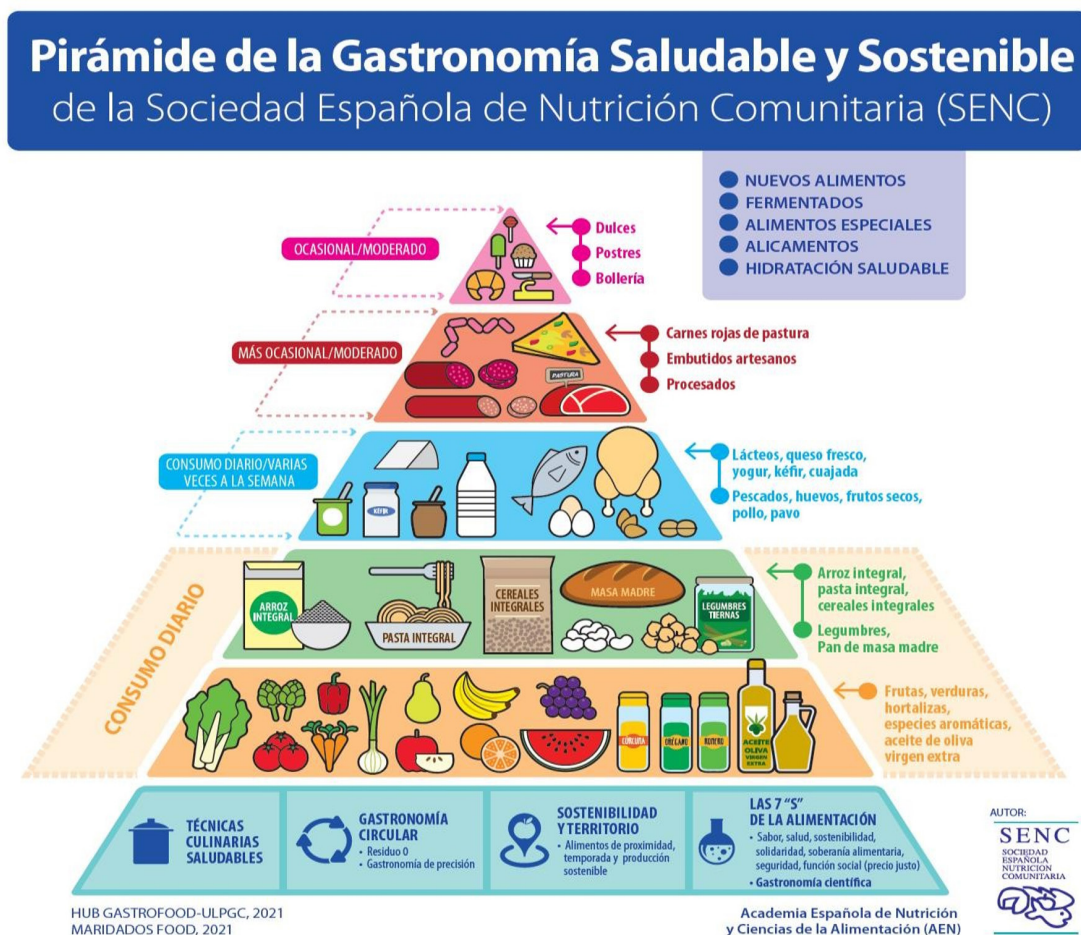 Pirámide de la Gastronomía Saludable y Sostenible
de la Sociedad Española de Nutrición Comunitaria (SENC)
NUEVOS ALIMENTOS
FERMENTADOS
ALIMENTOS ESPECIALES
ALICAMENTOS
HIDRATACIÓN SALUDABLE
OCASIONAL/MODERADO
Dulces
Postres
Bollería
MÁS OCASIONAL/MODERADO
PASTURA
Carnes rojas de pastura
Embutidos artesanos
Procesados
CONSUMO DIARIO/VARIAS
VECES A LA SEMANA
KÉFIR
Lácteos, queso fresco,
yogur, kéfir, cuajada
Pescados, huevos, frutos secos,
pollo, pavo
CONSUMO DIARIO
ARROZ
INTEGRAL
PASTA INTEGRAL
CEREALES
INTEGRALES
MASA MADRE
LEGUMBRES
TIERNAS
Arroz integral,
pasta integral,
cereales integrales
Legumbres,
Pan de masa madre
CÚRCUMA
ORÉGANO
ROMERO
ACEITE
OLIVA
VIRGEN
EXTRA
Frutas, verduras,
hortalizas,
especies aromáticas,
aceite de oliva
virgen extra
TÉCNICAS
CULINARIAS
SALUDABLES
GASTRONOMÍA
CIRCULAR
• Residuo 0
• Gastronomía de precisión
SOSTENIBILIDAD
Y TERRITORIO
• Alimentos de proximidad,
temporada y producción
sostenible
LAS 7 “S”
DE LA ALIMENTACIÓN
• Sabor, salud, sostenibilidad,
solidaridad, soberanía alimentaria,
seguridad, función social (precio justo)
• Gastronomía científica
AUTOR:
SENC
SOCIEDAD
ESPAÑOLA
NUTRICIÓN
COMUNITARIA
HUB GASTROFOOD-ULPGC, 2021
MARIDADOS FOOD, 2021
Academia Española de Nutrición
y Ciencias de la Alimentación (AEN)